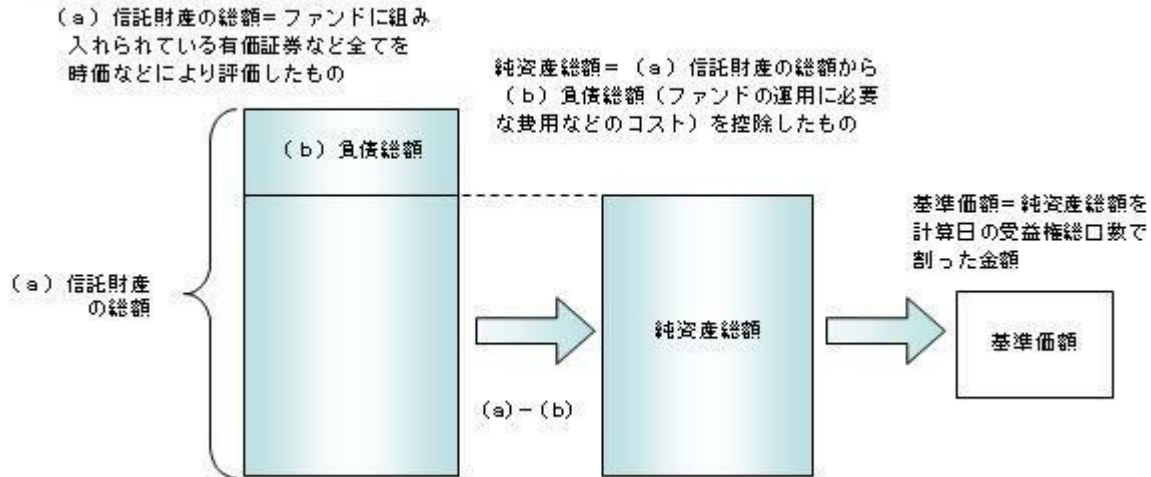 (a)信託財産の総額=ファンドに組み
入れられている有価証券など全てを
時価などにより評価したもの
純資産総額=(a)信託財産の総額から
(b)負債総額(ファンドの運用に必要
な費用などのコスト)を控除したもの
(b)負債総額
基準価額=純資産総額を
計算日の受益権総口数で
割った金額
(a)信託財産
の総額
純資産総額
基準価額
(a)-(b)